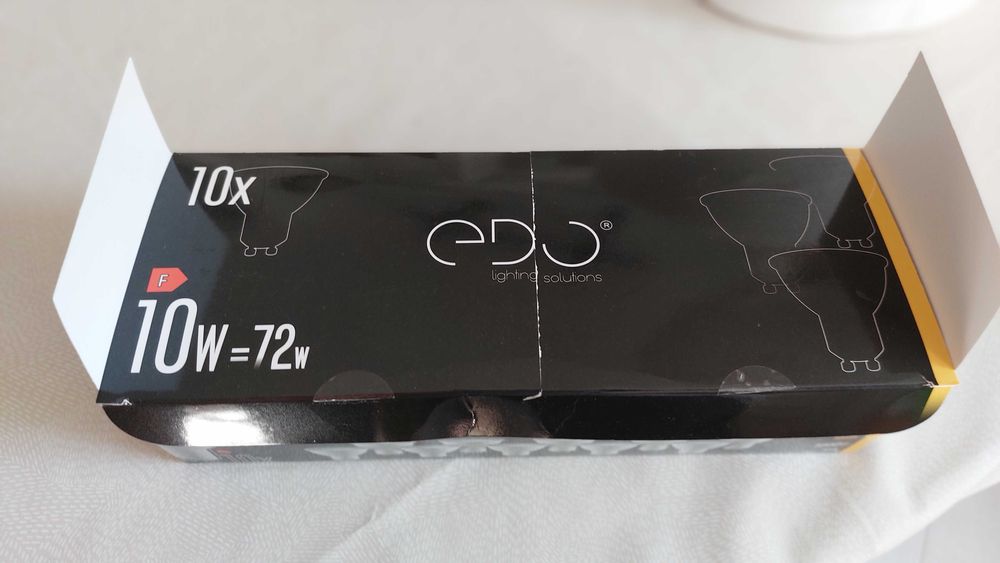 10x
eDO®
lighting solutions
F
10W=72w